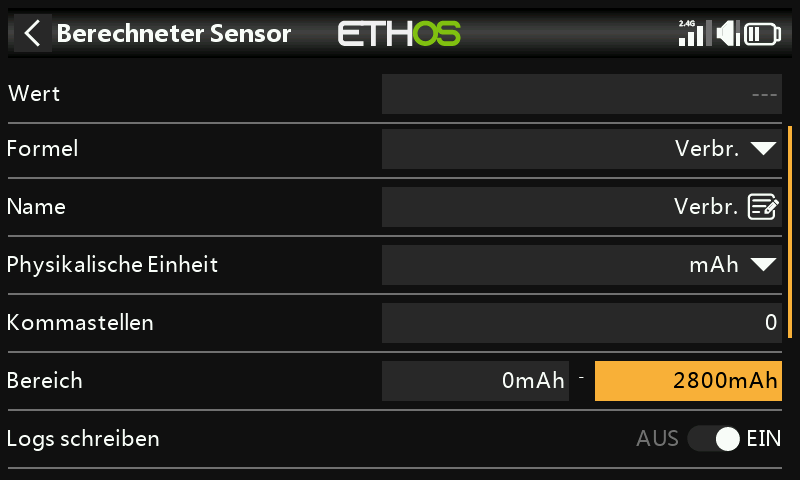 Berechneter Sensor ETHOS 2.4G
Wert ---
Formel Verbr.
Name Verbr.
Physikalische Einheit mAh
Kommastellen 0
Bereich 0mAh - 2800mAh
Logs schreiben AUS EIN